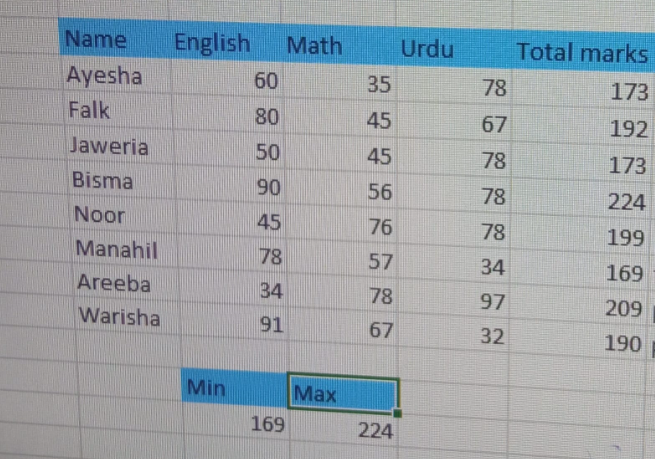 Name English Math Urdu Total marks
Ayesha 60 35 78 173
Falk 80 45 67 192
Jaweria 50 45 78 173
Bisma 90 56 78 224
Noor 45 76 78 199
Manahil 78 57 34 169
Areeba 34 78 97 209
Warisha 91 67 32 190
Min Max
169 224